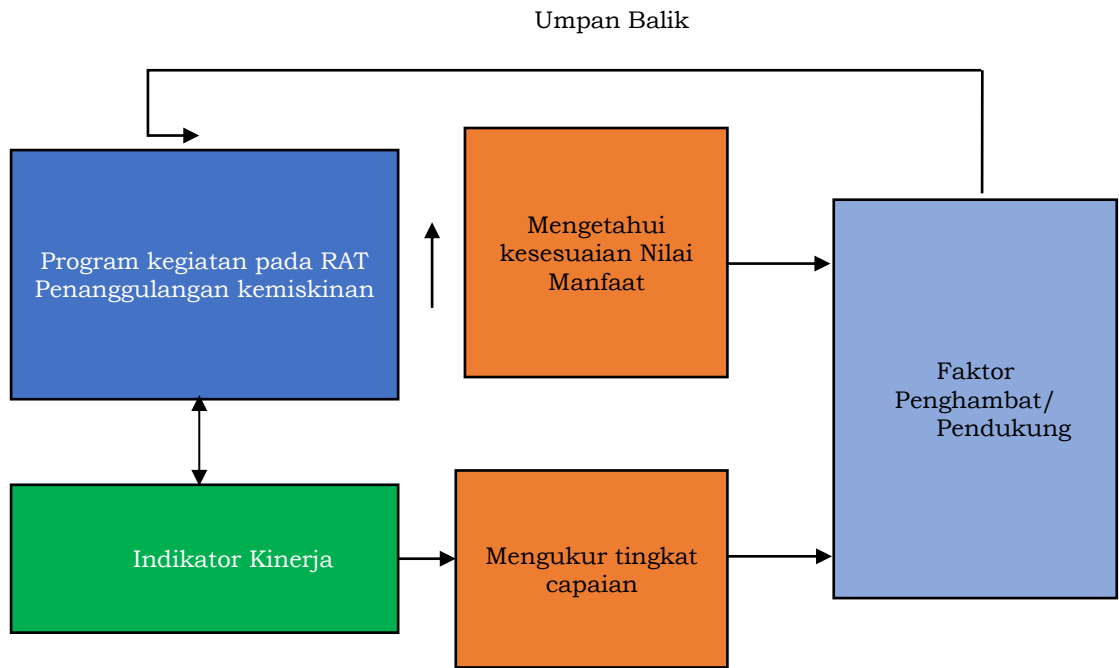 Umpan Balik
Program kegiatan pada RAT
Penanggulangan kemiskinan
Mengetahui
kesesuaian Nilai
Manfaat
Faktor
Penghambat/
Pendukung
Indikator Kinerja
Mengukur tingkat
capaian